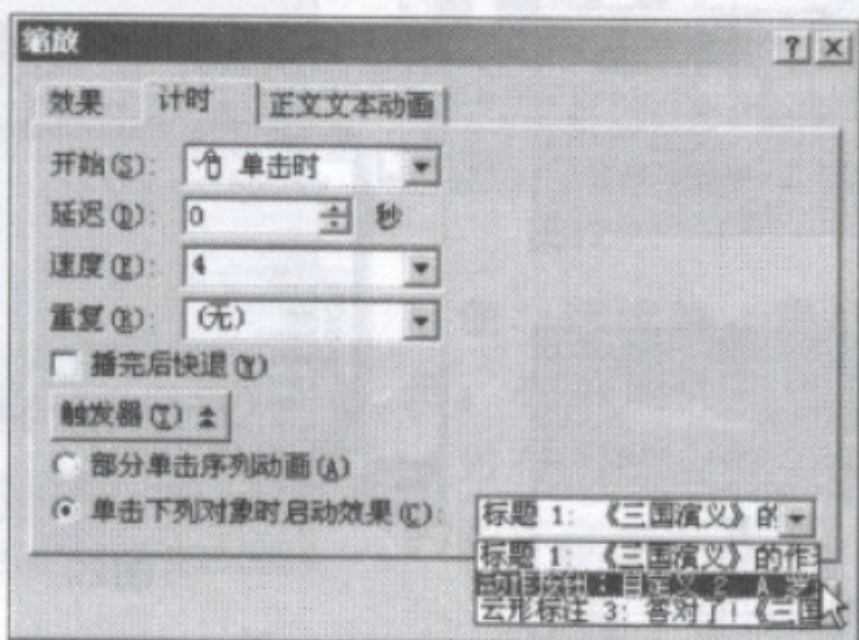 缩放
效果 计时 正文文本动画
开始(S): 单击时
延迟(D): 0 秒
速度(E): 4
重复(R): (无)
播完后快退(Y)
触发器(T)
部分单击序列动画(A)
单击下列对象时启动效果(C): 标题 1: 《三国演义》的
标题 1: 《三国演义》的作
自定义 2 A
云形标注 3: 答对了!《三国